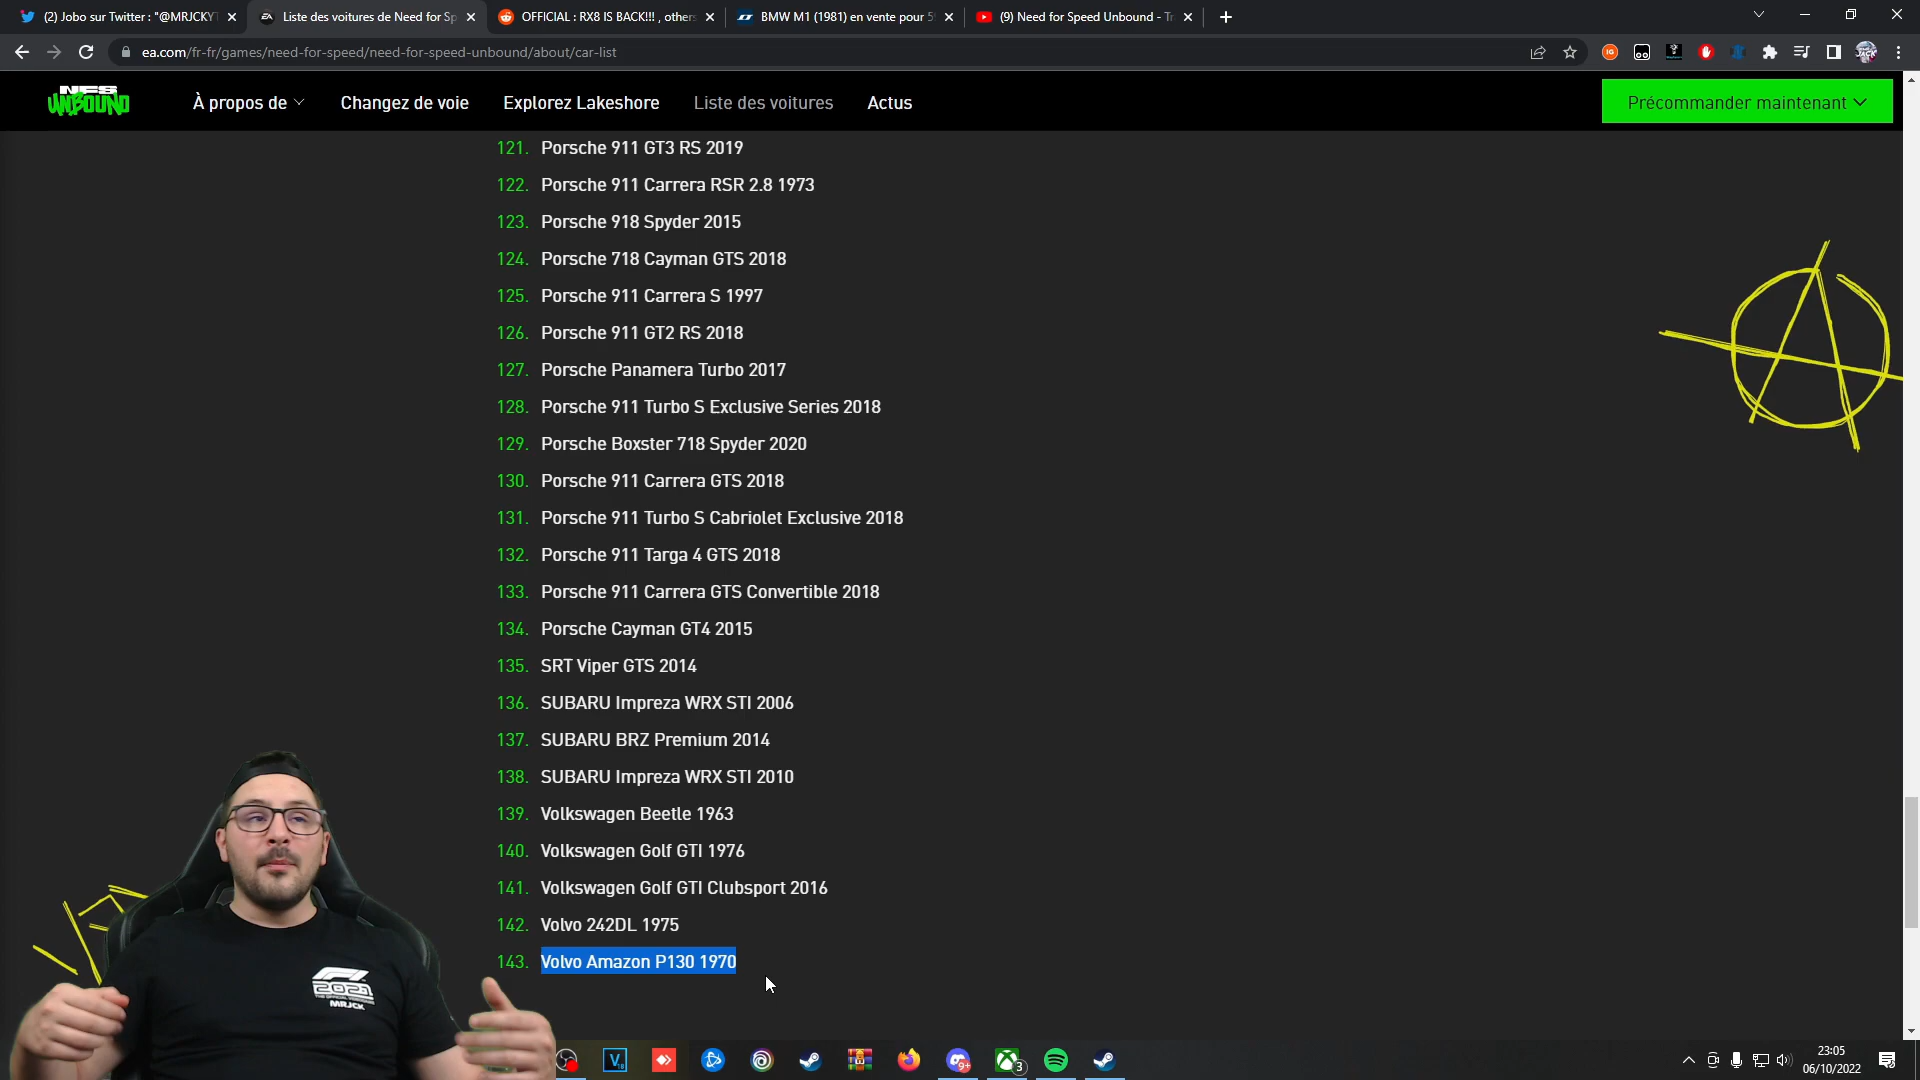 (2) Jobo sur Twitter : "@MRJCKY
Liste des voitures de Need for Sp
OFFICIAL : RX8 IS BACK!!! , others
BMW M1 (1981) en vente pour 5
(9) Need for Speed Unbound - Tr
ea.com/fr-fr/games/need-for-speed/need-for-speed-unbound/about/car-list
NFS
UNBOUND
À propos de
Changez de voie
Explorez Lakeshore
Liste des voitures
Actus
Précommander maintenant
121. Porsche 911 GT3 RS 2019
122. Porsche 911 Carrera RSR 2.8 1973
123. Porsche 918 Spyder 2015
124. Porsche 718 Cayman GTS 2018
125. Porsche 911 Carrera S 1997
126. Porsche 911 GT2 RS 2018
127. Porsche Panamera Turbo 2017
128. Porsche 911 Turbo S Exclusive Series 2018
129. Porsche Boxster 718 Spyder 2020
130. Porsche 911 Carrera GTS 2018
131. Porsche 911 Turbo S Cabriolet Exclusive 2018
132. Porsche 911 Targa 4 GTS 2018
133. Porsche 911 Carrera GTS Convertible 2018
134. Porsche Cayman GT4 2015
135. SRT Viper GTS 2014
136. SUBARU Impreza WRX STI 2006
137. SUBARU BRZ Premium 2014
138. SUBARU Impreza WRX STI 2010
139. Volkswagen Beetle 1963
140. Volkswagen Golf GTI 1976
141. Volkswagen Golf GTI Clubsport 2016
142. Volvo 242DL 1975
143. Volvo Amazon P130 1970
F1
2021
MRJCK
9+
3
23:05
06/10/2022